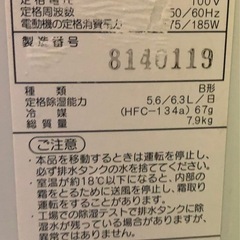 100V
定格周波数 50/60Hz
電動機の定格消費電力 75/185W
製造番号
8140119
種類 B形
定格除湿能力 5.6/6.3L/日
冷媒 (HFC-134a) 67g
総質量 7.9kg
ご注意
・本品を移動するときは運転を停止し、
必ず排水タンクの水を捨ててください。
・室温が約18℃以下になると、内部の
霜をとるために送風を停止し、霜取り
運転をすることがあります。
・工場での除湿テストで排水タンクに除
湿水が残っている場合がありますが、
異常ではありません。